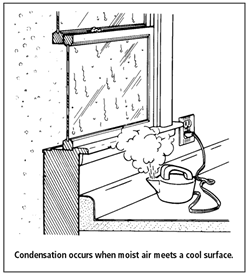 Condensation occurs when moist air meets a cool surface.